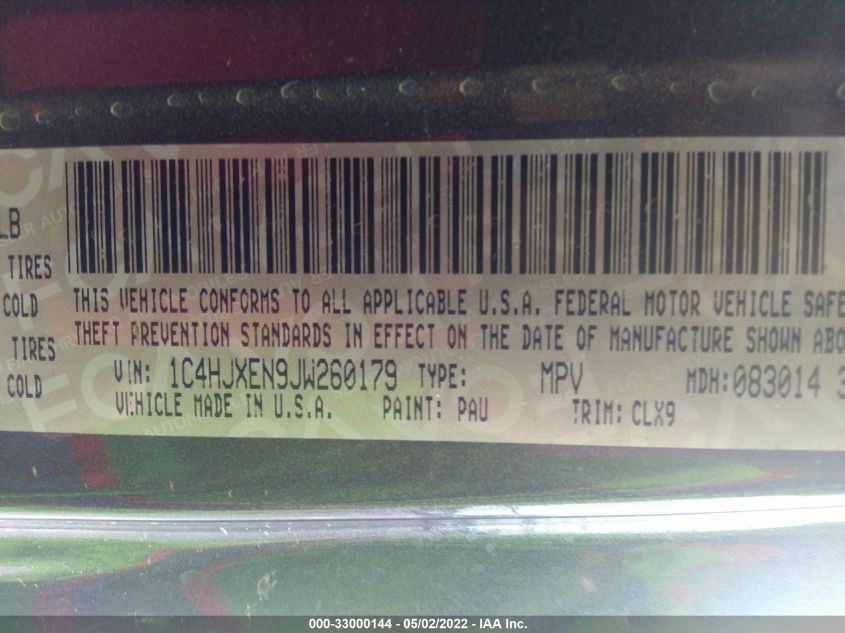 LB
TIRES
COLD
TIRES
COLD
THIS VEHICLE CONFORMS TO ALL APPLICABLE U.S.A. FEDERAL MOTOR VEHICLE SAFE
THEFT PREVENTION STANDARDS IN EFFECT ON THE DATE OF MANUFACTURE SHOWN ABO
VIN: 1C4HJXEN9JW260179 TYPE: MPV MDH:083014 3
VEHICLE MADE IN U.S.A. PAINT: PAU TRIM: CLX9
000-33000144 - 05/02/2022 - IAA Inc.